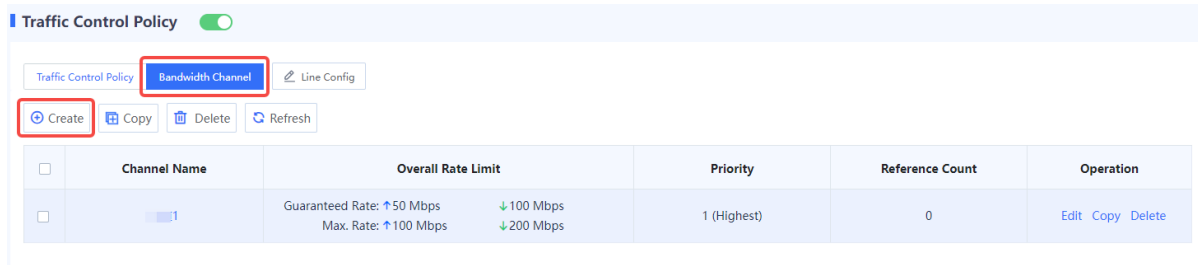 Traffic Control Policy
Traffic Control Policy Bandwidth Channel Line Config
Create Copy Delete Refresh
Channel Name Overall Rate Limit Priority Reference Count Operation
Guaranteed Rate: ↑50 Mbps ↓100 Mbps
1 (Highest) 0 Edit Copy Delete
Max. Rate: ↑100 Mbps ↓200 Mbps